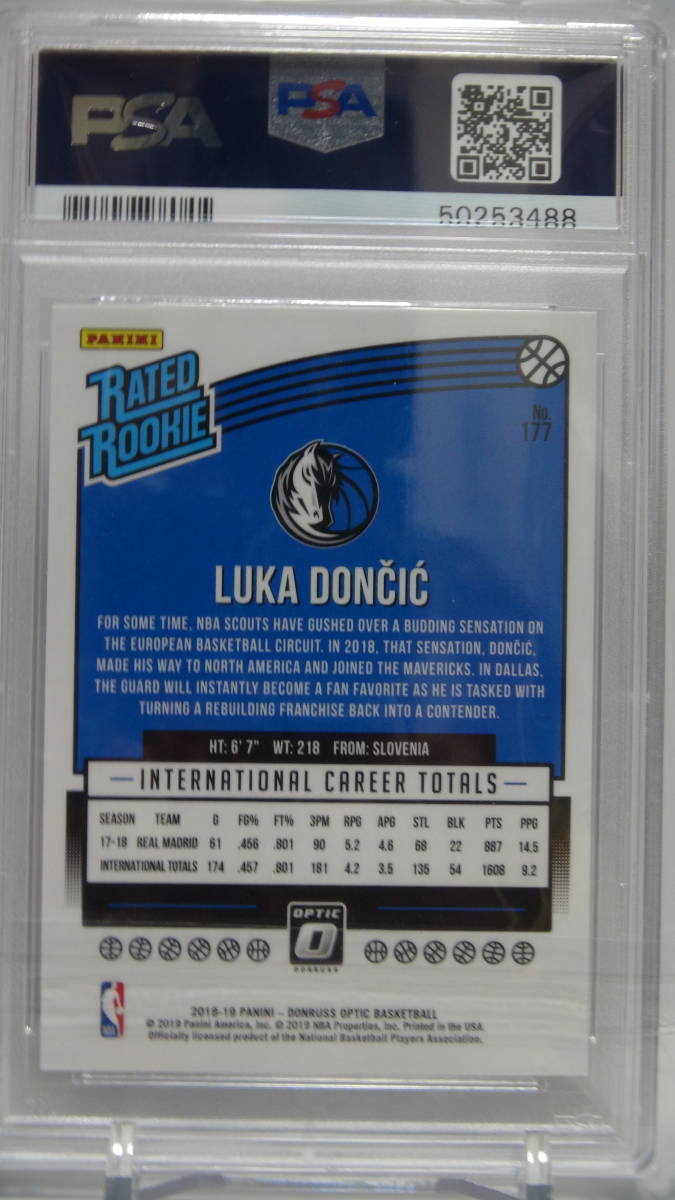 PSA PSA
50253488
PANINI
RATED
ROOKIE
No.
177
LUKA DONČIĆ
FOR SOME TIME, NBA SCOUTS HAVE GUSHED OVER A BUDDING SENSATION ON
THE EUROPEAN BASKETBALL CIRCUIT. IN 2018, THAT SENSATION, DONČIĆ,
MADE HIS WAY TO NORTH AMERICA AND JOINED THE MAVERICKS. IN DALLAS,
THE GUARD WILL INSTANTLY BECOME A FAN FAVORITE AS HE IS TASKED WITH
TURNING A REBUILDING FRANCHISE BACK INTO A CONTENDER.
HT: 6' 7" WT: 218 FROM: SLOVENIA
INTERNATIONAL CAREER TOTALS
SEASON TEAM G FG% FT% 3PM RPG APG STL BLK PTS PPG
17-18 REAL MADRID 61 .456 .801 90 5.2 4.6 68 22 887 14.5
INTERNATIONAL TOTALS 174 .457 .801 181 4.2 3.5 135 54 1608 9.2
OPTIC
O
DONRUSS
NBA
2018-19 PANINI – DONRUSS OPTIC BASKETBALL
© 2019 Panini America, Inc. © 2019 NBA Properties, Inc. Printed in the USA.
Officially licensed product of the National Basketball Players Association.